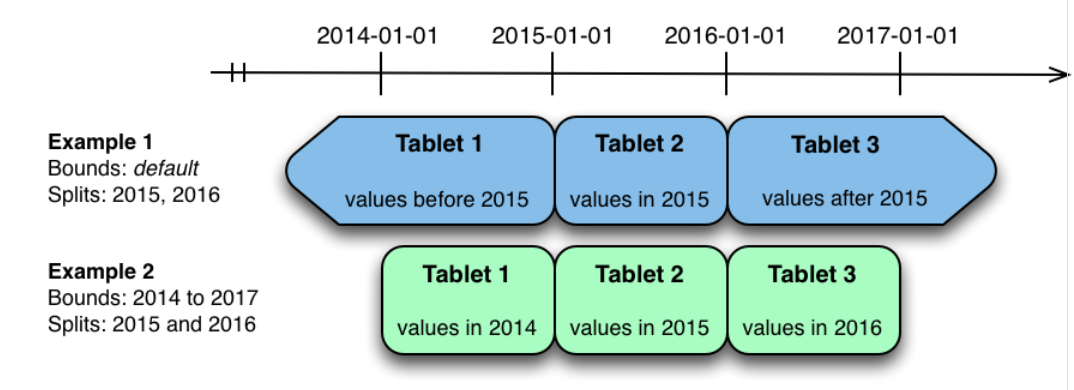 2014-01-01 2015-01-01 2016-01-01 2017-01-01
Example 1
Bounds: default
Splits: 2015, 2016
Tablet 1
values before 2015
Tablet 2
values in 2015
Tablet 3
values after 2015
Example 2
Bounds: 2014 to 2017
Splits: 2015 and 2016
Tablet 1
values in 2014
Tablet 2
values in 2015
Tablet 3
values in 2016